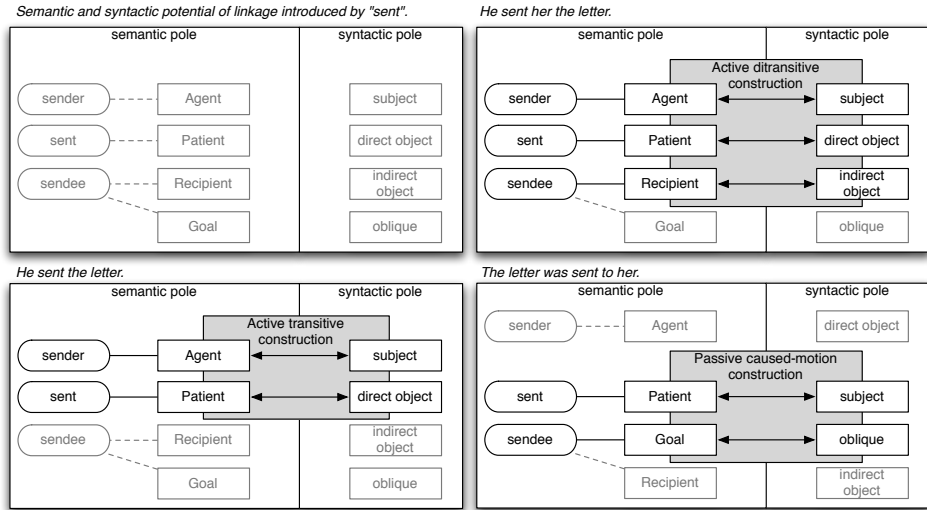 Semantic and syntactic potential of linkage introduced by "sent".
semantic pole
syntactic pole
sender
Agent
subject
sent
Patient
direct object
sendee
Recipient
indirect
object
Goal
oblique
He sent her the letter.
semantic pole
syntactic pole
Active ditransitive
construction
sender
Agent
subject
sent
Patient
direct object
sendee
Recipient
indirect
object
Goal
oblique
He sent the letter.
semantic pole
syntactic pole
Active transitive
construction
sender
Agent
subject
sent
Patient
direct object
sendee
Recipient
indirect
object
Goal
oblique
The letter was sent to her.
semantic pole
syntactic pole
sender
Agent
direct object
Passive caused-motion
construction
sent
Patient
subject
sendee
Goal
oblique
Recipient
indirect
object